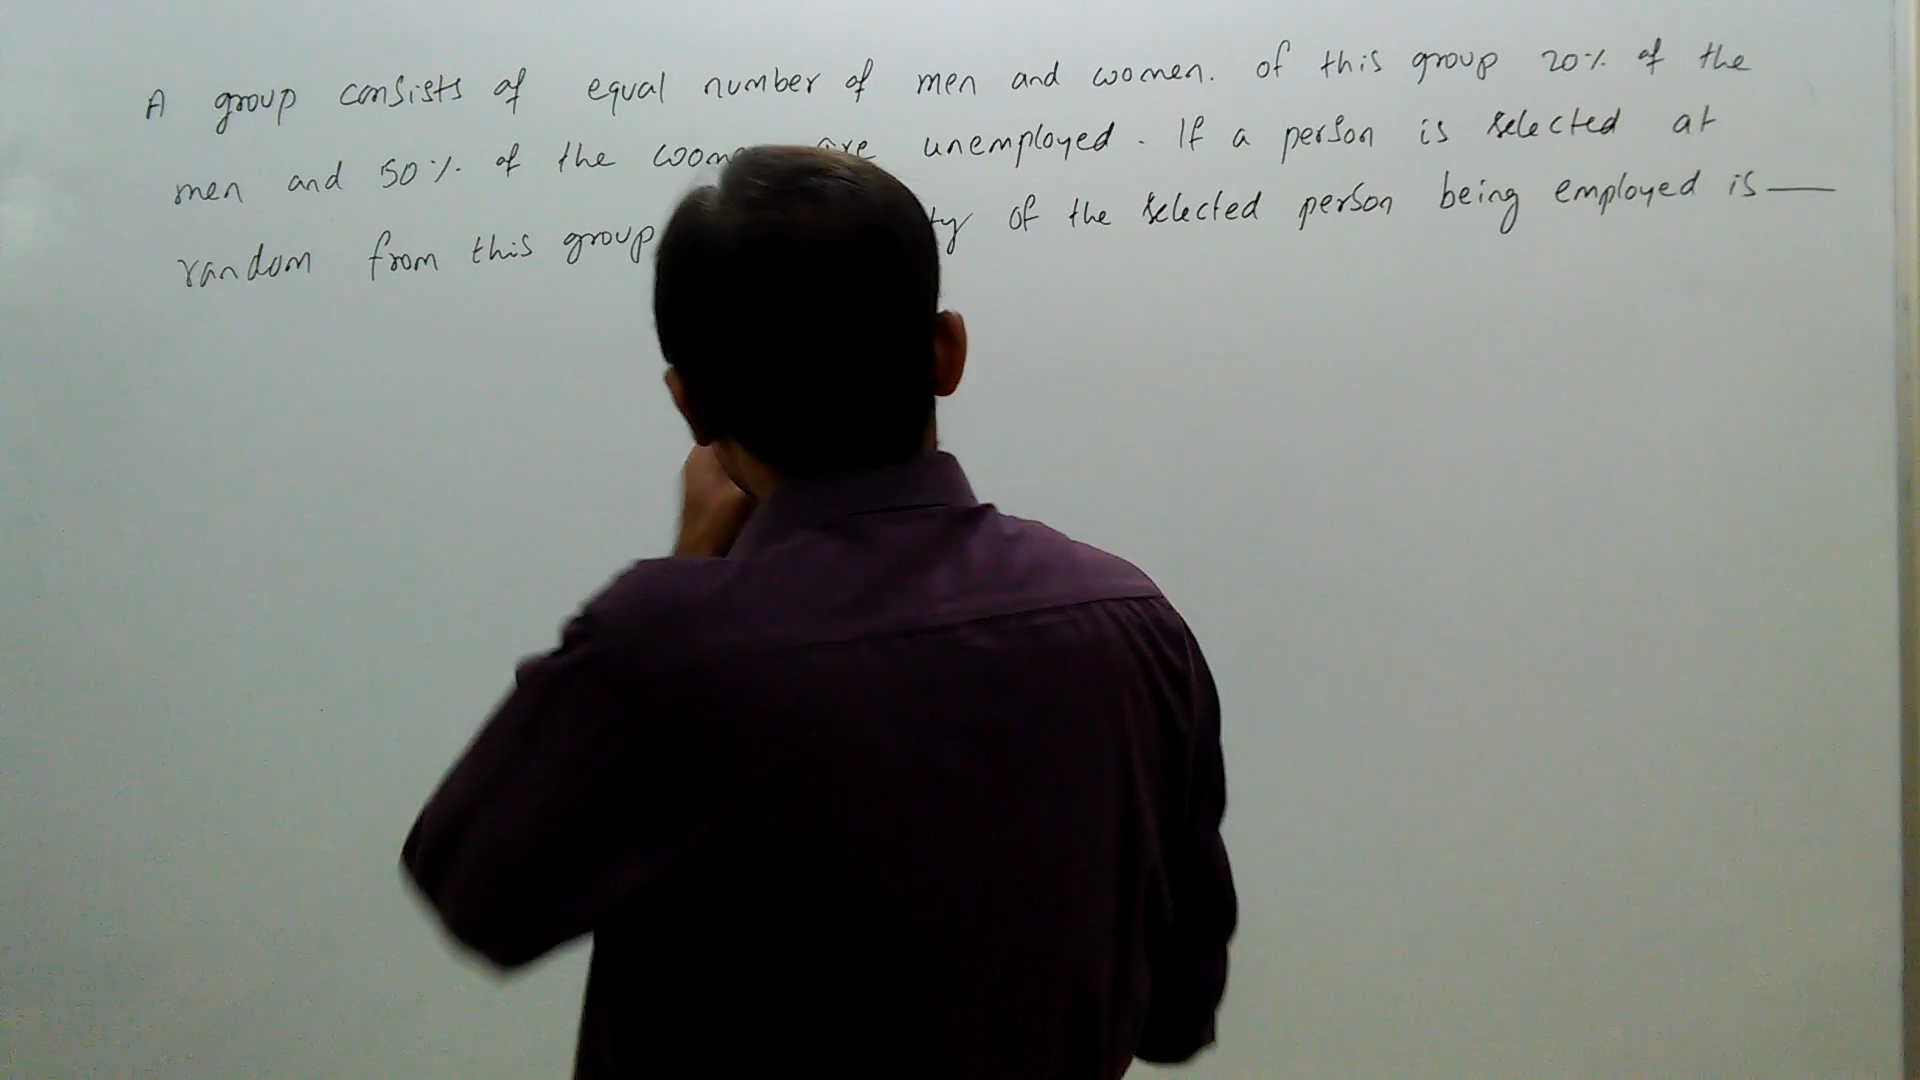 A group consists of equal number of men and women. of this group 20% of the
men and 50% of the are unemployed. If a person is selected at
random from this group of the selected person being employed is __